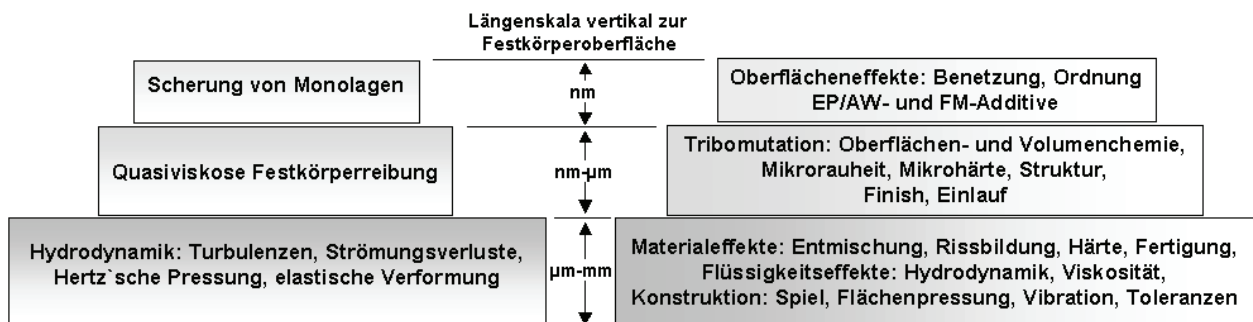 Längenskala vertikal zur
Festkörperoberfläche
Scherung von Monolagen
nm
Oberflächeneffekte: Benetzung, Ordnung
EP/AW- und FM-Additive
Quasiviskose Festkörperreibung
nm-µm
Tribomutation: Oberflächen- und Volumenchemie,
Mikrorauheit, Mikrohärte, Struktur,
Finish, Einlauf
Hydrodynamik: Turbulenzen, Strömungsverluste,
Hertz`sche Pressung, elastische Verformung
µm-mm
Materialeffekte: Entmischung, Rissbildung, Härte, Fertigung,
Flüssigkeitseffekte: Hydrodynamik, Viskosität,
Konstruktion: Spiel, Flächenpressung, Vibration, Toleranzen